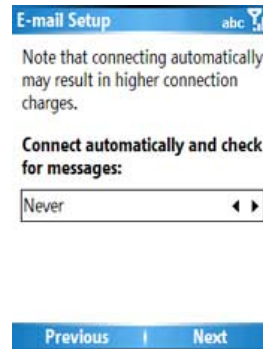 E-mail Setup abc
Note that connecting automatically
may result in higher connection
charges.
Connect automatically and check
for messages:
Never
Previous Next